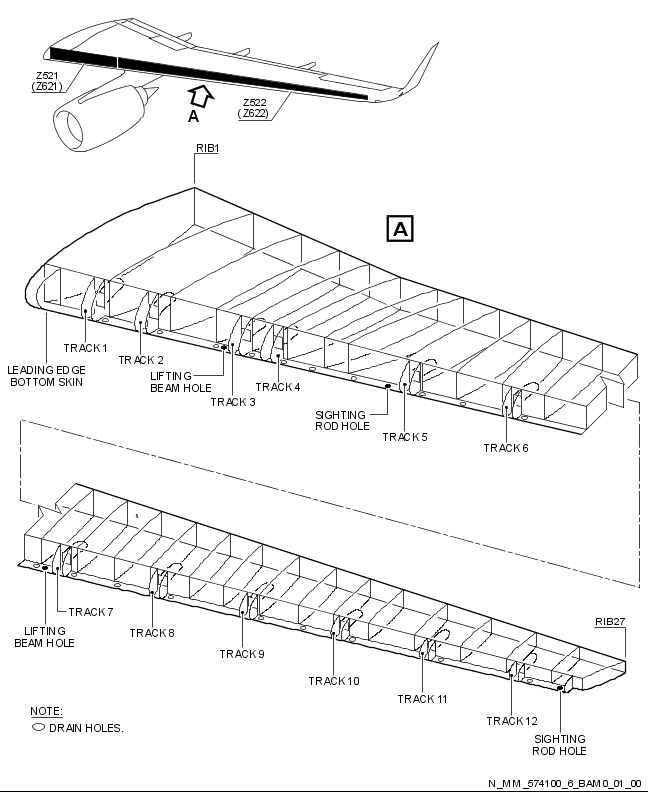 Z521
(Z621)
A
Z522
(Z622)
RIB1
A
TRACK 1
TRACK 2
LEADING EDGE
BOTTOM SKIN
LIFTING
BEAM HOLE
TRACK 3
TRACK 4
SIGHTING
ROD HOLE
TRACK 5
TRACK 6
TRACK 7
LIFTING
BEAM HOLE
TRACK 8
TRACK 9
TRACK 10
TRACK 11
TRACK 12
RIB27
SIGHTING
ROD HOLE
NOTE:
DRAIN HOLES.
N_MM_574100_6_BAM0_01_00